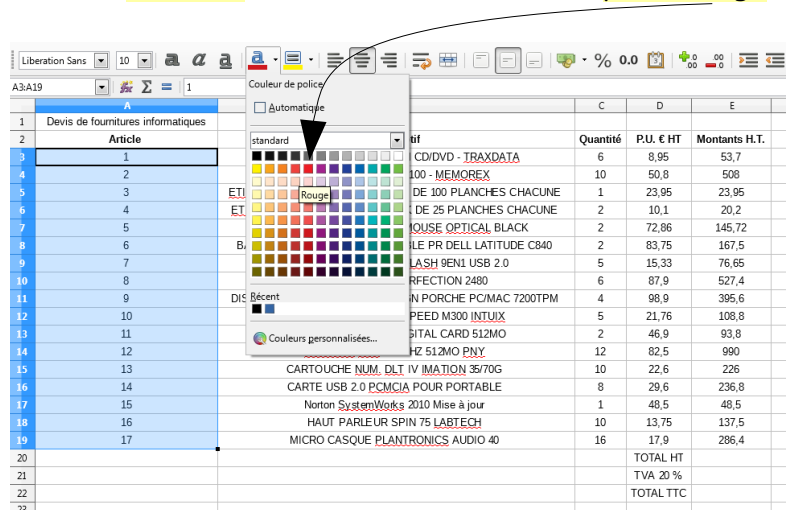 Liberation Sans 10 a a a a % 0.0
A3:A19 Σ = 1
Couleur de police
Automatique
standard
Rouge
Récent
Couleurs personnalisées...
A C D E
1 Devis de fournitures informatiques
2 Article tif Quantité P.U. € HT Montants H.T.
3 1 CD/DVD - TRAXDATA 6 8,95 53,7
4 2 100 - MEMOREX 10 50,8 508
5 3 ETI DE 100 PLANCHES CHACUNE 1 23,95 23,95
6 4 ET DE 25 PLANCHES CHACUNE 2 10,1 20,2
7 5 MOUSE OPTICAL BLACK 2 72,86 145,72
8 6 BA BLE PR DELL LATITUDE C840 2 83,75 167,5
9 7 LASH 9EN1 USB 2.0 5 15,33 76,65
10 8 RFECTION 2480 6 87,9 527,4
11 9 DIS GN PORCHE PC/MAC 7200TPM 4 98,9 395,6
12 10 PEED M300 INTUIX 5 21,76 108,8
13 11 GITAL CARD 512MO 2 46,9 93,8
14 12 HZ 512MO PNY 12 82,5 990
15 13 CARTOUCHE NUM. DLT IV IMATION 35/70G 10 22,6 226
16 14 CARTE USB 2.0 PCMCIA POUR PORTABLE 8 29,6 236,8
17 15 Norton SystemWorks 2010 Mise à jour 1 48,5 48,5
18 16 HAUT PARLEUR SPIN 75 LABTECH 10 13,75 137,5
19 17 MICRO CASQUE PLANTRONICS AUDIO 40 16 17,9 286,4
20 TOTAL HT
21 TVA 20 %
22 TOTAL TTC
23